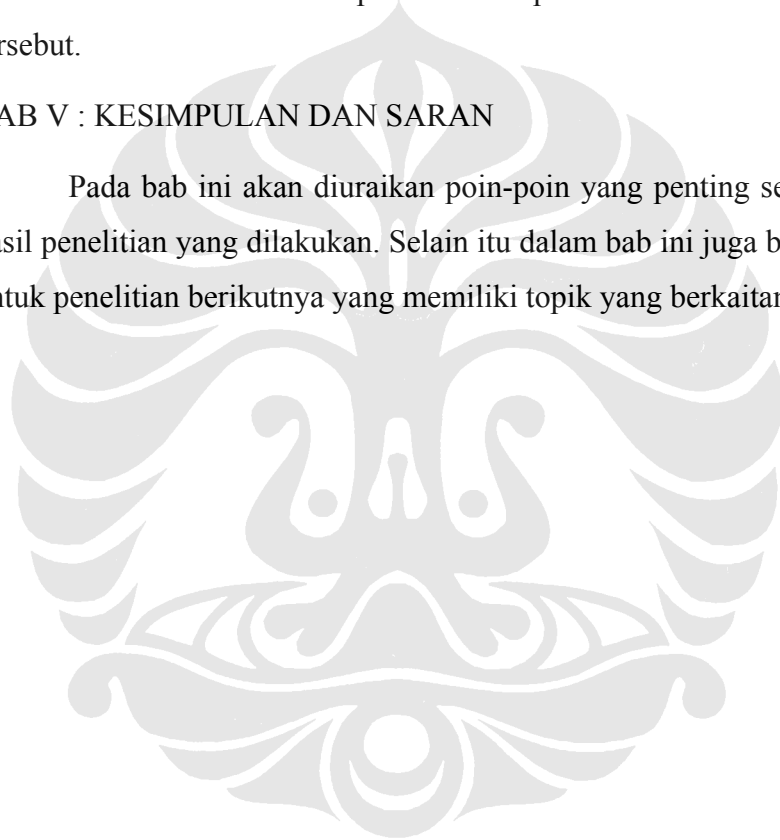 rsebut.
AB V : KESIMPULAN DAN SARAN
Pada bab ini akan diuraikan poin-poin yang penting se
asil penelitian yang dilakukan. Selain itu dalam bab ini juga b
ntuk penelitian berikutnya yang memiliki topik yang berkaitan